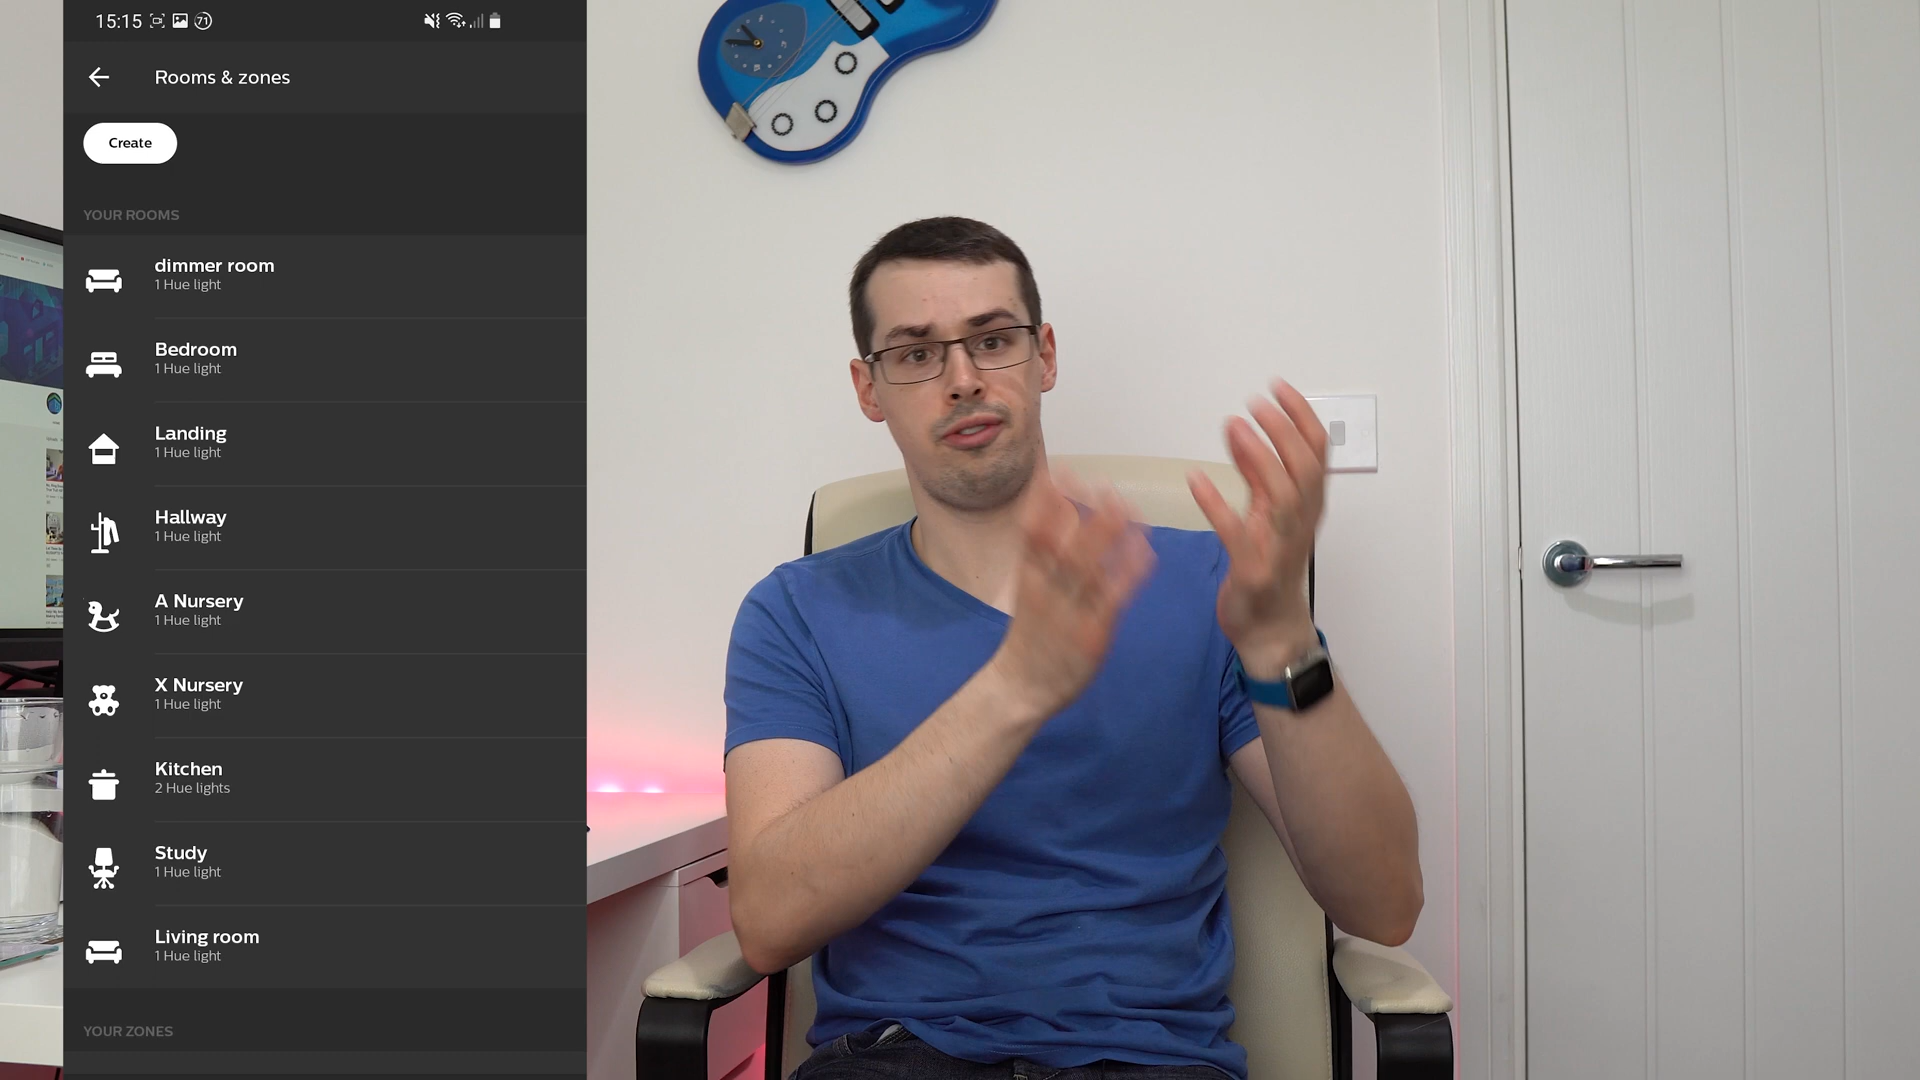 15:15
71
Rooms & zones
Create
YOUR ROOMS
dimmer room
1 Hue light
Bedroom
1 Hue light
Landing
1 Hue light
Hallway
1 Hue light
A Nursery
1 Hue light
X Nursery
1 Hue light
Kitchen
2 Hue lights
Study
1 Hue light
Living room
1 Hue light
YOUR ZONES